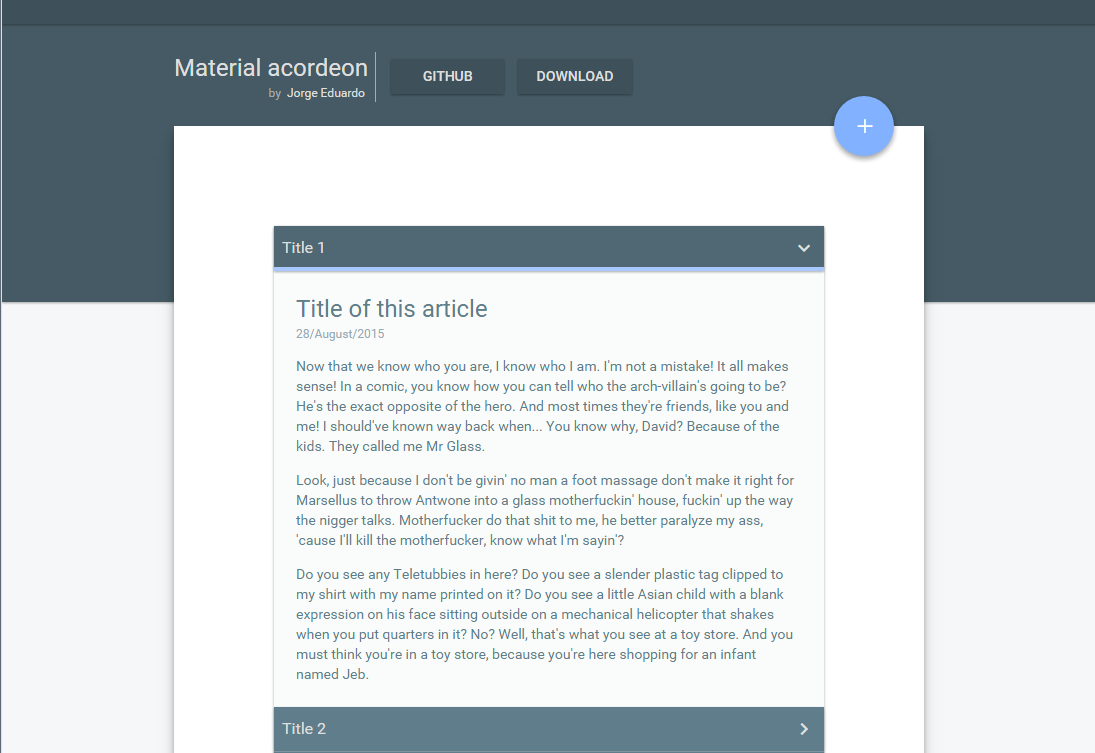 Material acordeon
by Jorge Eduardo
GITHUB
DOWNLOAD
+
Title 1
Title of this article
28/August/2015
Now that we know who you are, I know who I am. I'm not a mistake! It all makes
sense! In a comic, you know how you can tell who the arch-villain's going to be?
He's the exact opposite of the hero. And most times they're friends, like you and
me! I should've known way back when... You know why, David? Because of the
kids. They called me Mr Glass.
Look, just because I don't be givin' no man a foot massage don't make it right for
Marsellus to throw Antwone into a glass motherfuckin' house, fuckin' up the way
the nigger talks. Motherfucker do that shit to me, he better paralyze my ass,
'cause I'll kill the motherfucker, know what I'm sayin'?
Do you see any Teletubbies in here? Do you see a slender plastic tag clipped to
my shirt with my name printed on it? Do you see a little Asian child with a blank
expression on his face sitting outside on a mechanical helicopter that shakes
when you put quarters in it? No? Well, that's what you see at a toy store. And you
must think you're in a toy store, because you're here shopping for an infant
named Jeb.
Title 2